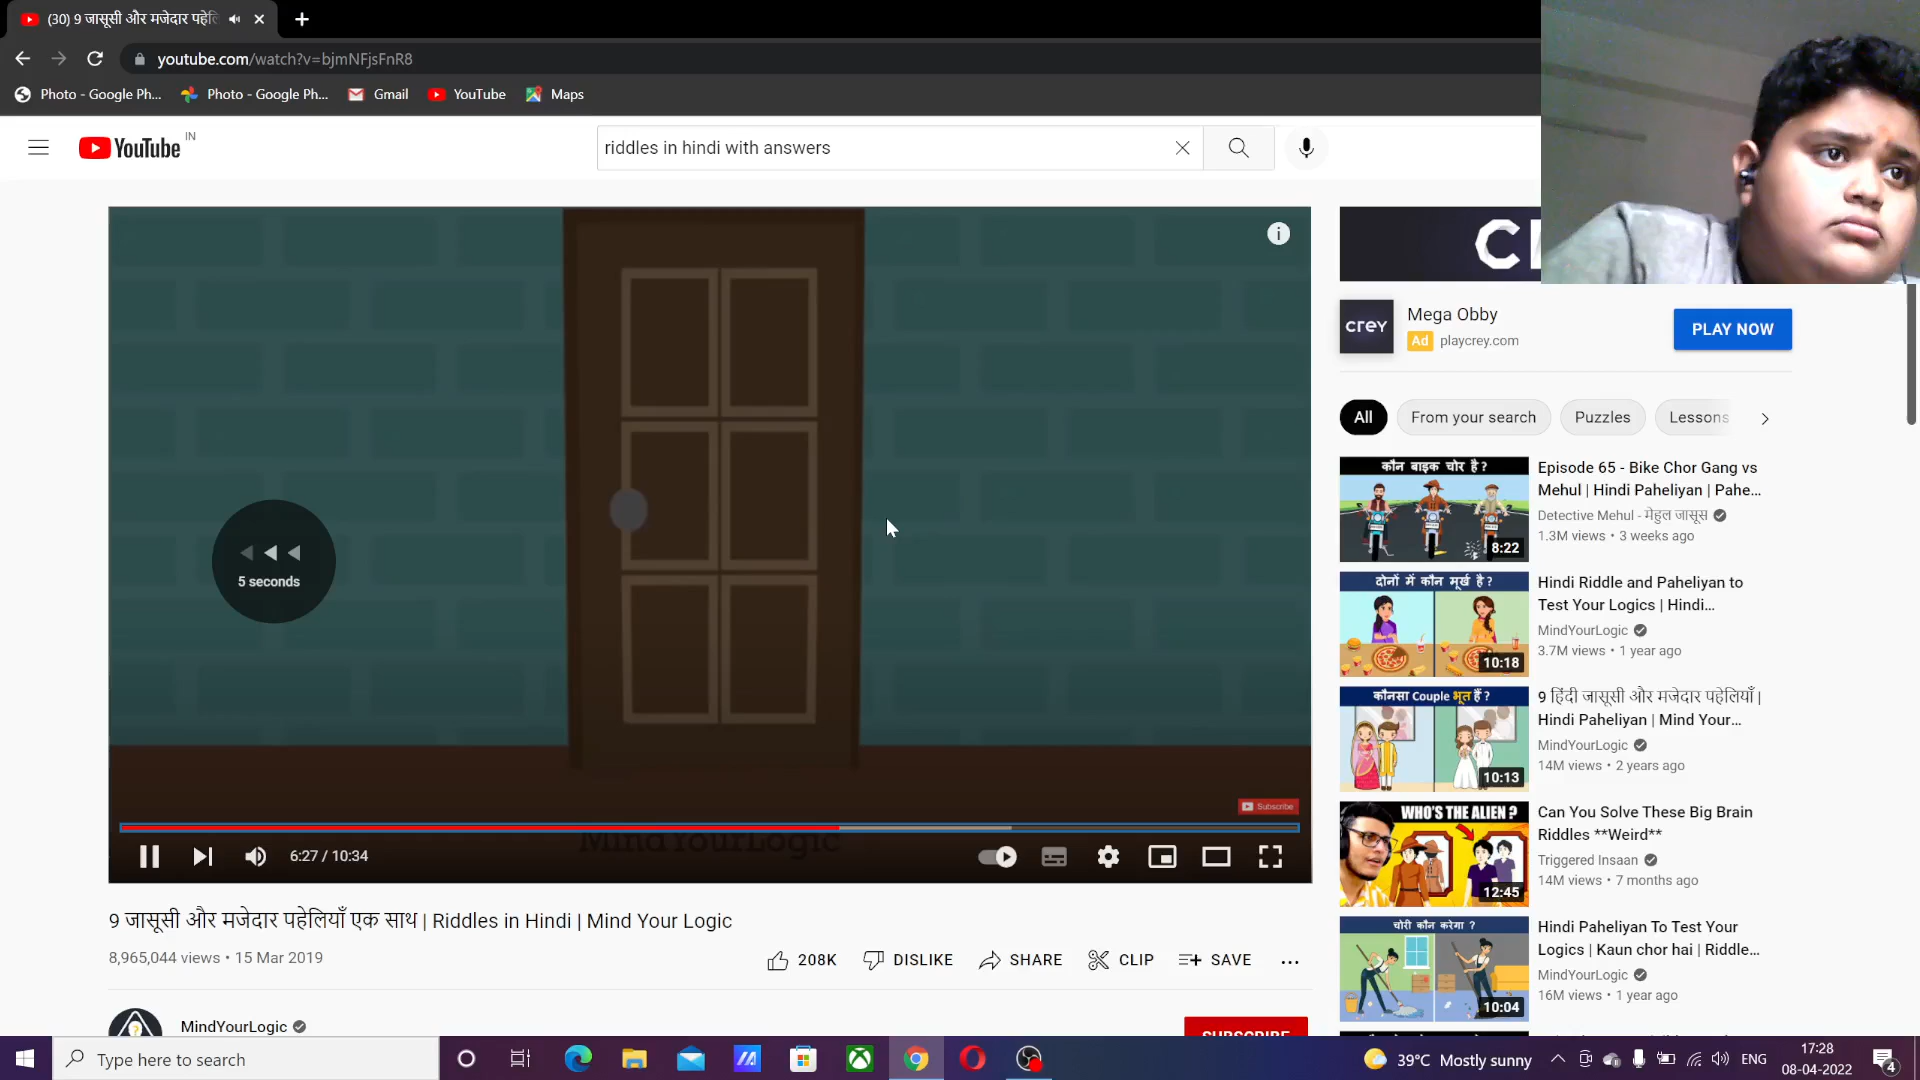 (30) 9 जासूसी और मजेदार पहेलि
youtube.com/watch?v=bjmNFjsFnR8
Photo - Google Ph...
Photo - Google Ph...
Gmail
YouTube
Maps
YouTube IN
riddles in hindi with answers
5 seconds
Subscribe
MindYourLogic
6:27 / 10:34
9 जासूसी और मजेदार पहेलियाँ एक साथ | Riddles in Hindi | Mind Your Logic
8,965,044 views • 15 Mar 2019
208K
DISLIKE
SHARE
CLIP
SAVE
MindYourLogic
SUBSCRIBE
crey
Mega Obby
Ad playcrey.com
PLAY NOW
All
From your search
Puzzles
Lessons
कौन बाइक चोर है ?
8:22
Episode 65 - Bike Chor Gang vs
Mehul | Hindi Paheliyan | Pahe...
Detective Mehul - मेहुल जासूस
1.3M views • 3 weeks ago
दोनों में कौन मूर्ख है ?
10:18
Hindi Riddle and Paheliyan to
Test Your Logics | Hindi...
MindYourLogic
3.7M views • 1 year ago
कौनसा Couple भूत हैं ?
10:13
9 हिंदी जासूसी और मजेदार पहेलियाँ |
Hindi Paheliyan | Mind Your...
MindYourLogic
14M views • 2 years ago
WHO'S THE ALIEN ?
12:45
Can You Solve These Big Brain
Riddles **Weird**
Triggered Insaan
14M views • 7 months ago
चोरी कौन करेगा ?
10:04
Hindi Paheliyan To Test Your
Logics | Kaun chor hai | Riddle...
MindYourLogic
16M views • 1 year ago
Type here to search
39°C Mostly sunny
ENG
17:28
08-04-2022
4